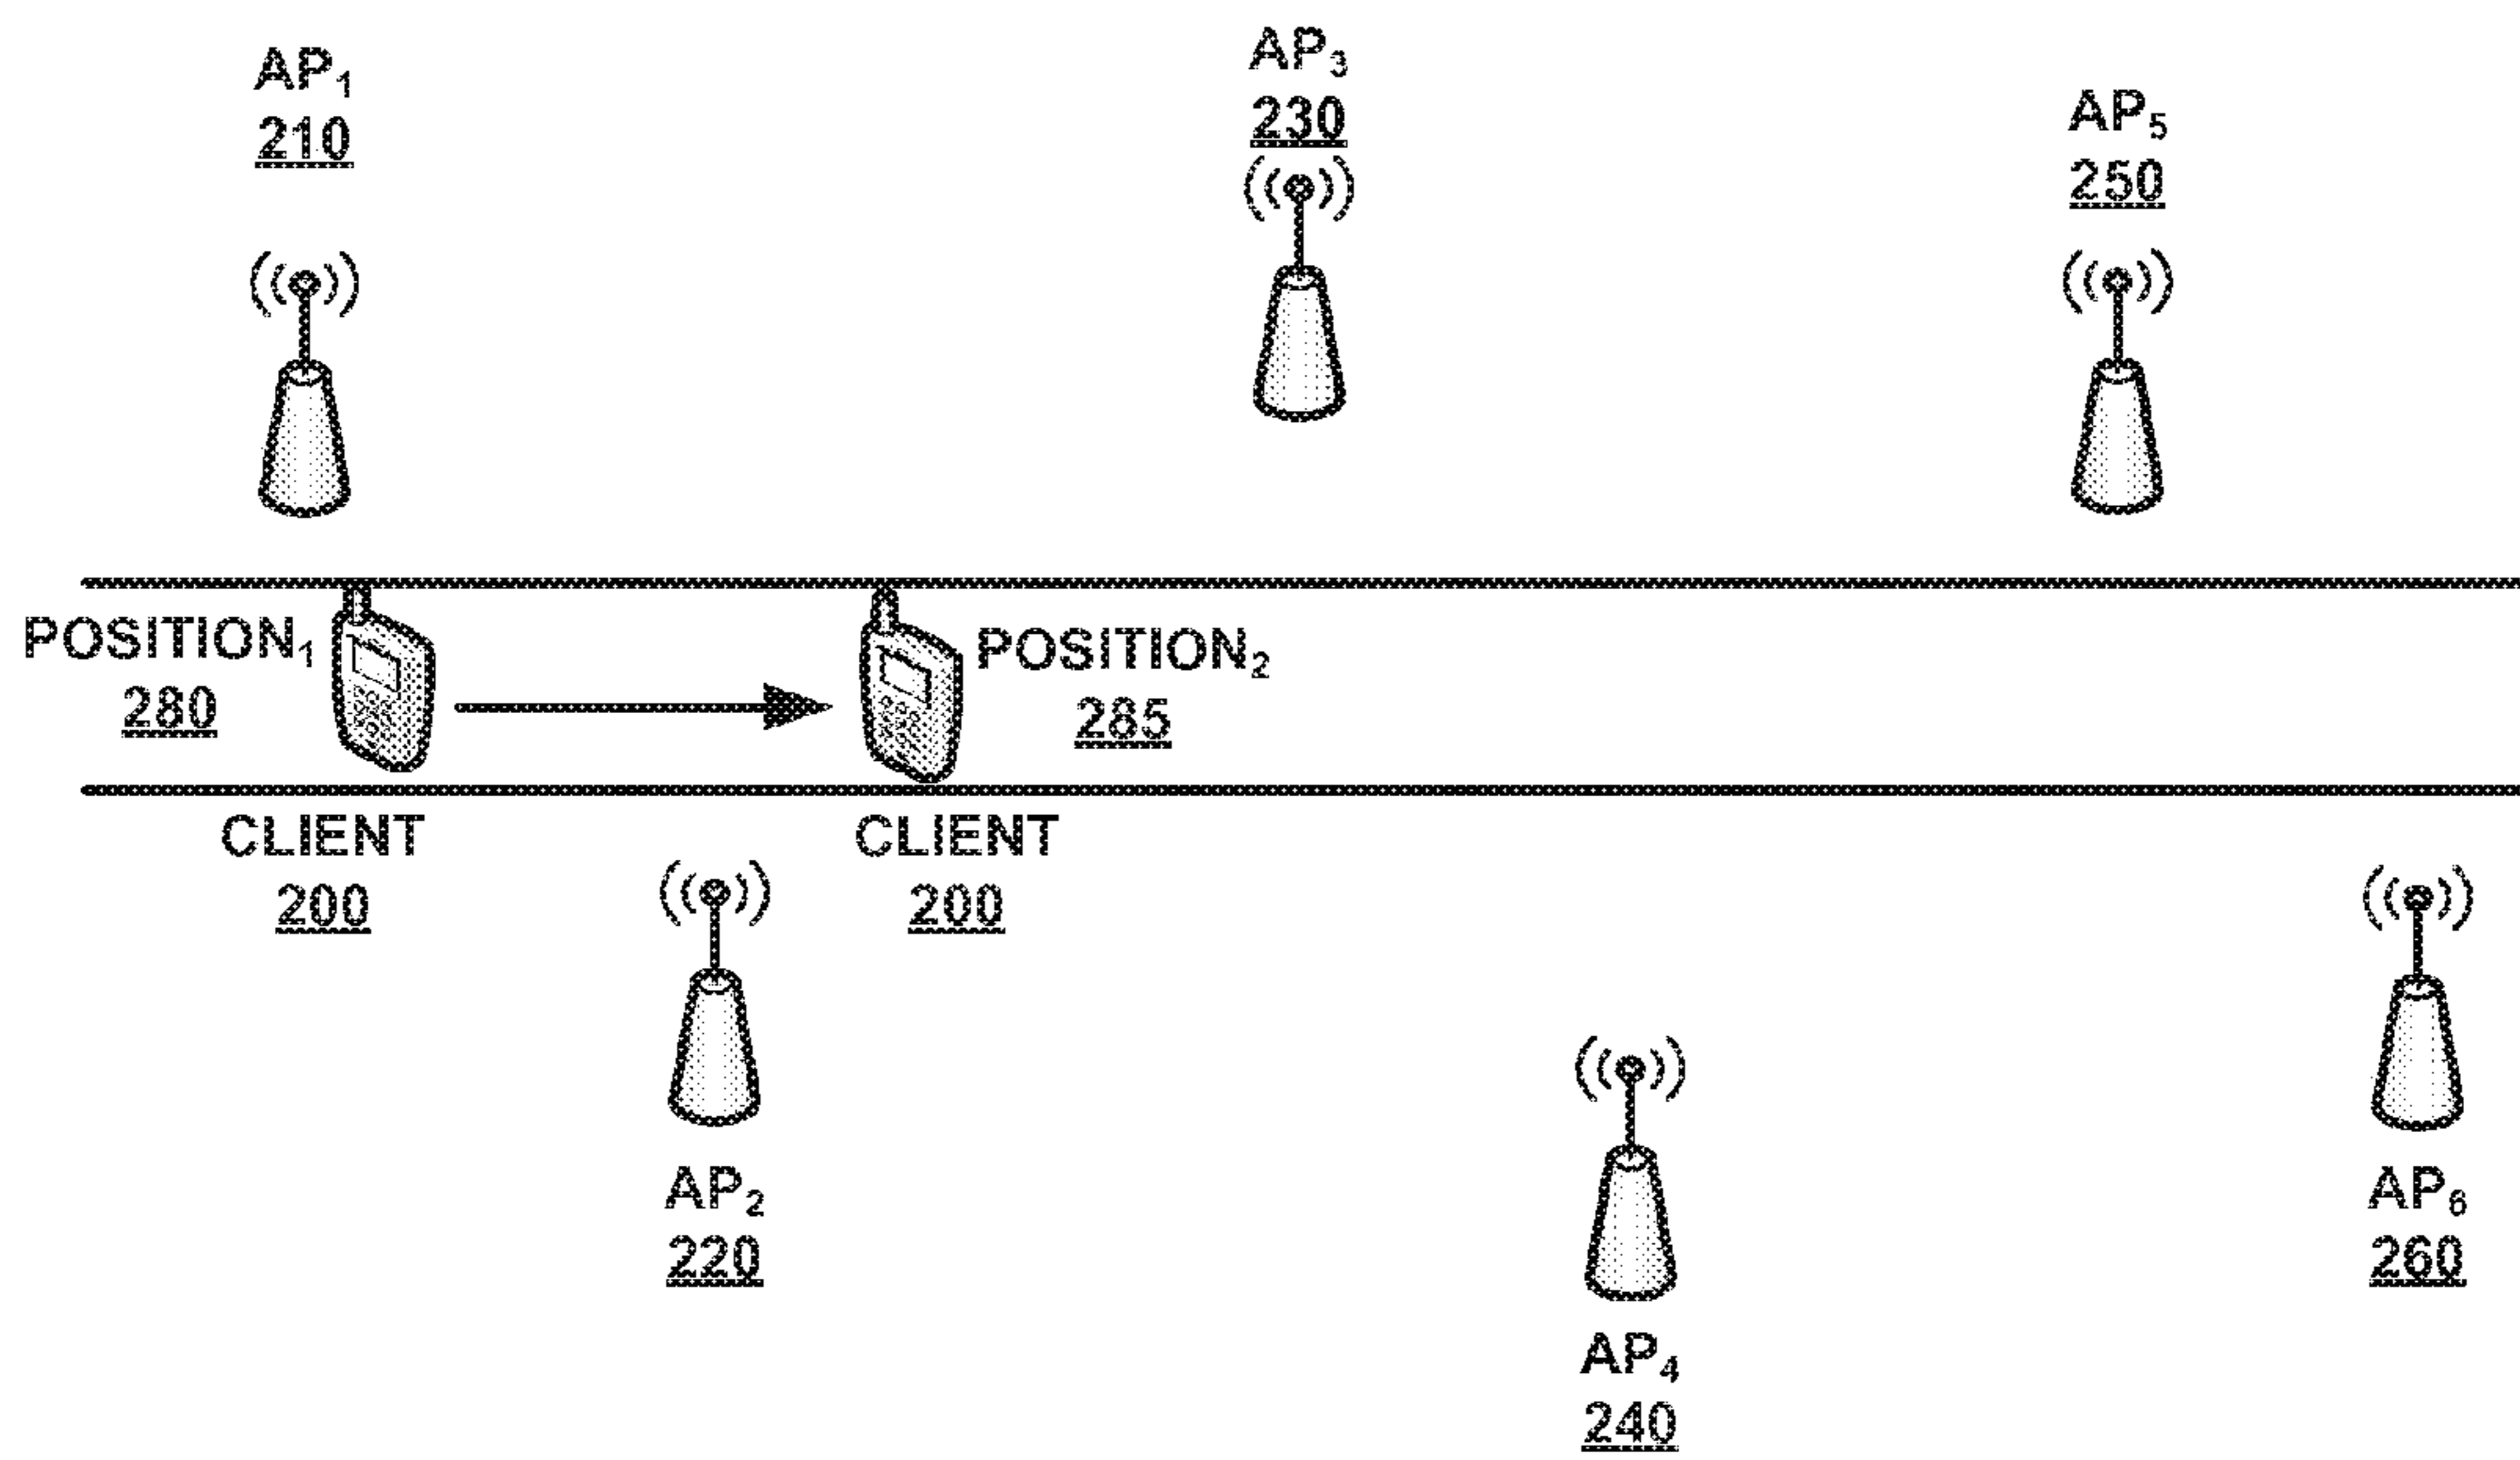 AP₁
210
AP₃
230
AP₅
250
POSITION₁
280
POSITION₂
285
CLIENT
200
CLIENT
200
AP₂
220
AP₄
240
AP₆
260